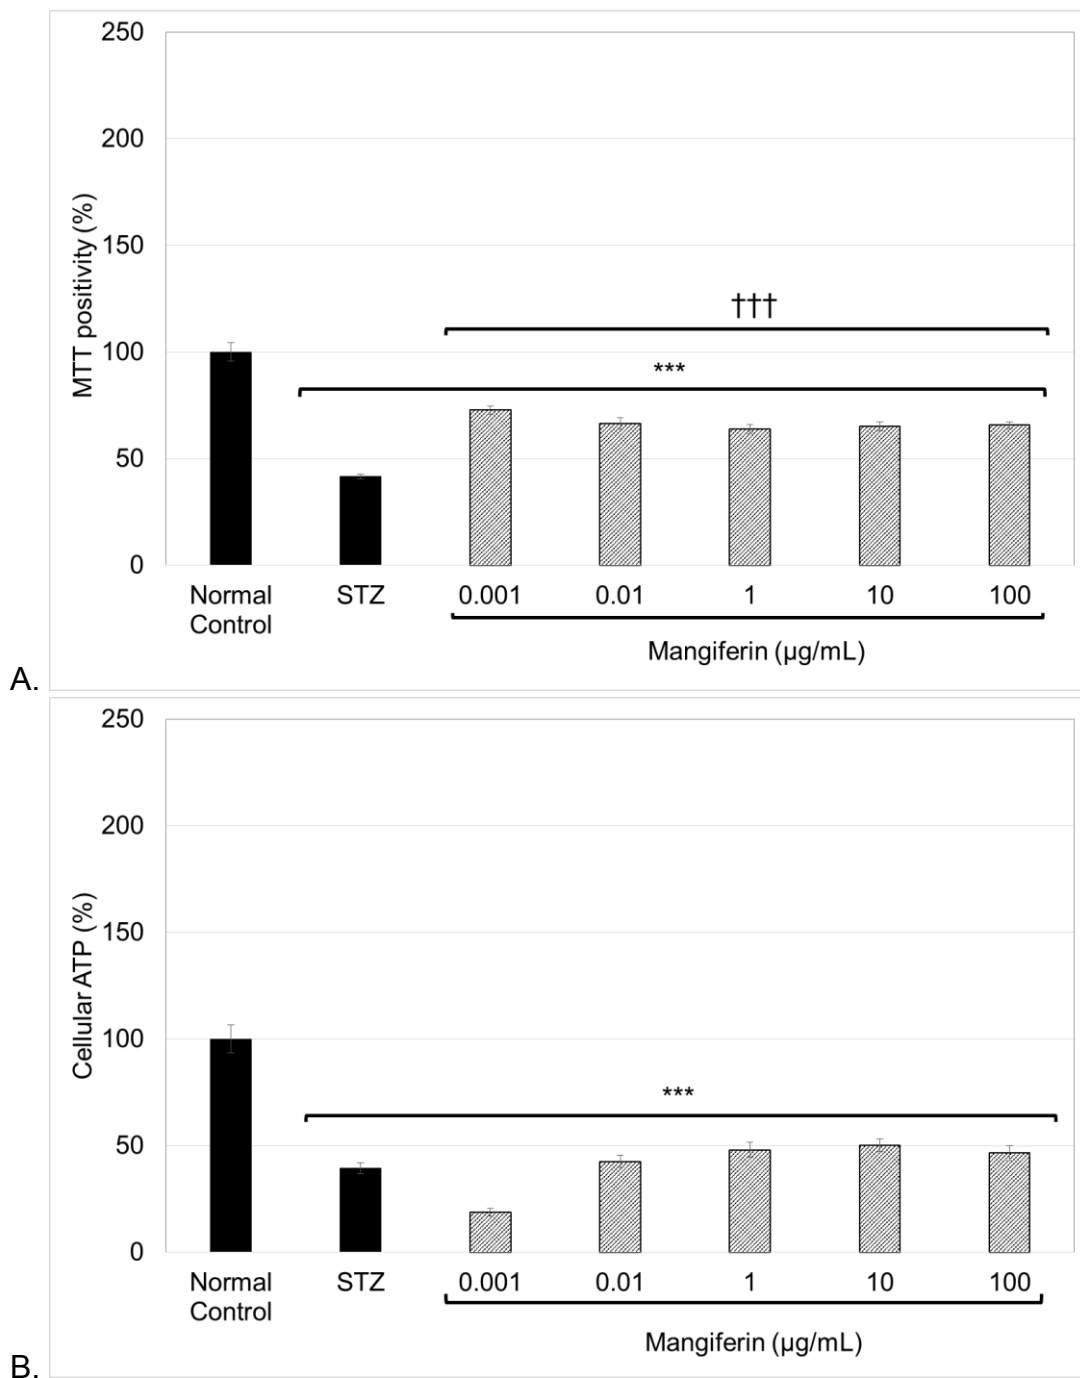 250
200
150
100
50
0
MTT positivity (%)
†††
***
Normal Control
STZ
0.001
0.01
1
10
100
Mangiferin (µg/mL)
A.
250
200
150
100
50
0
Cellular ATP (%)
***
Normal Control
STZ
0.001
0.01
1
10
100
Mangiferin (µg/mL)
B.